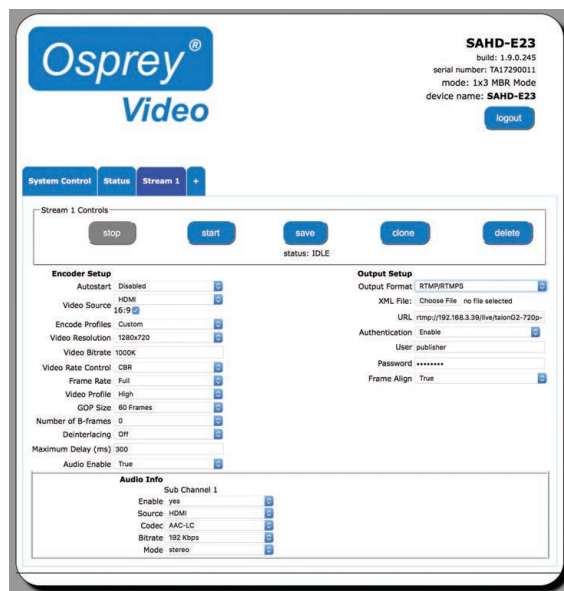 Osprey®
Video
SAHD-E23
build: 1.9.0.245
serial number: TA17290011
mode: 1x3 MBR Mode
device name: SAHD-E23
logout
System Control Status Stream 1 +
Stream 1 Controls
stop start save clone delete
status: IDLE
Encoder Setup
Autostart Disabled
Video Source HDMI
16:9
Encode Profiles Custom
Video Resolution 1280x720
Video Bitrate 1000K
Video Rate Control CBR
Frame Rate Full
Video Profile High
GOP Size 60 Frames
Number of B-frames 0
Deinterlacing Off
Maximum Delay (ms) 300
Audio Enable True
Output Setup
Output Format RTMP/RTMPS
XML File: Choose File no file selected
URL rtmp://192.168.3.39/live/talonG2-720p-
Authentication Enable
User publisher
Password ••••••••
Frame Align True
Audio Info
Sub Channel 1
Enable yes
Source HDMI
Codec AAC-LC
Bitrate 192 Kbps
Mode stereo